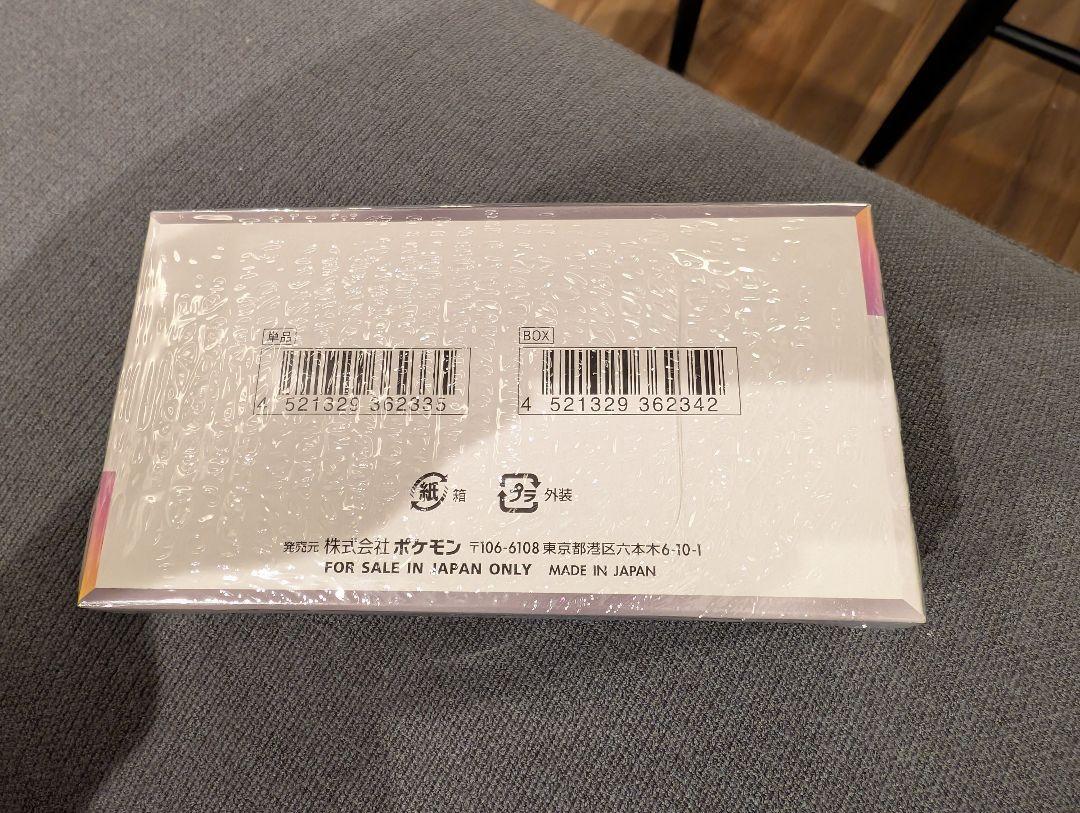 単品
BOX
4 521329 362335
4 521329 362342
紙 箱
プラ 外装
発売元 株式会社 ポケモン 〒106-6108 東京都港区六本木6-10-1
FOR SALE IN JAPAN ONLY MADE IN JAPAN